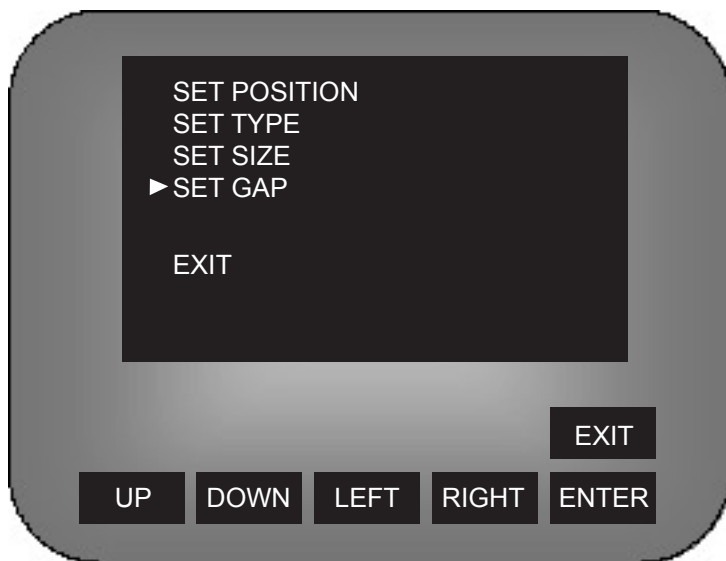 SET POSITION
SET TYPE
SET SIZE
SET GAP
EXIT
EXIT
UP DOWN LEFT RIGHT ENTER